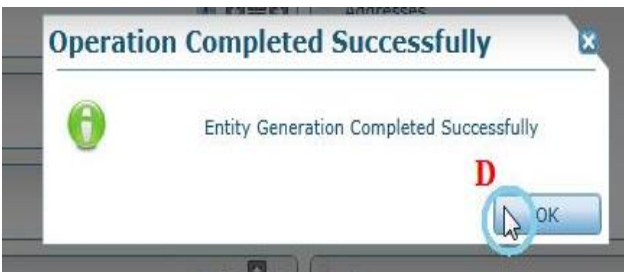 Addresses
Operation Completed Successfully
Entity Generation Completed Successfully
D
OK